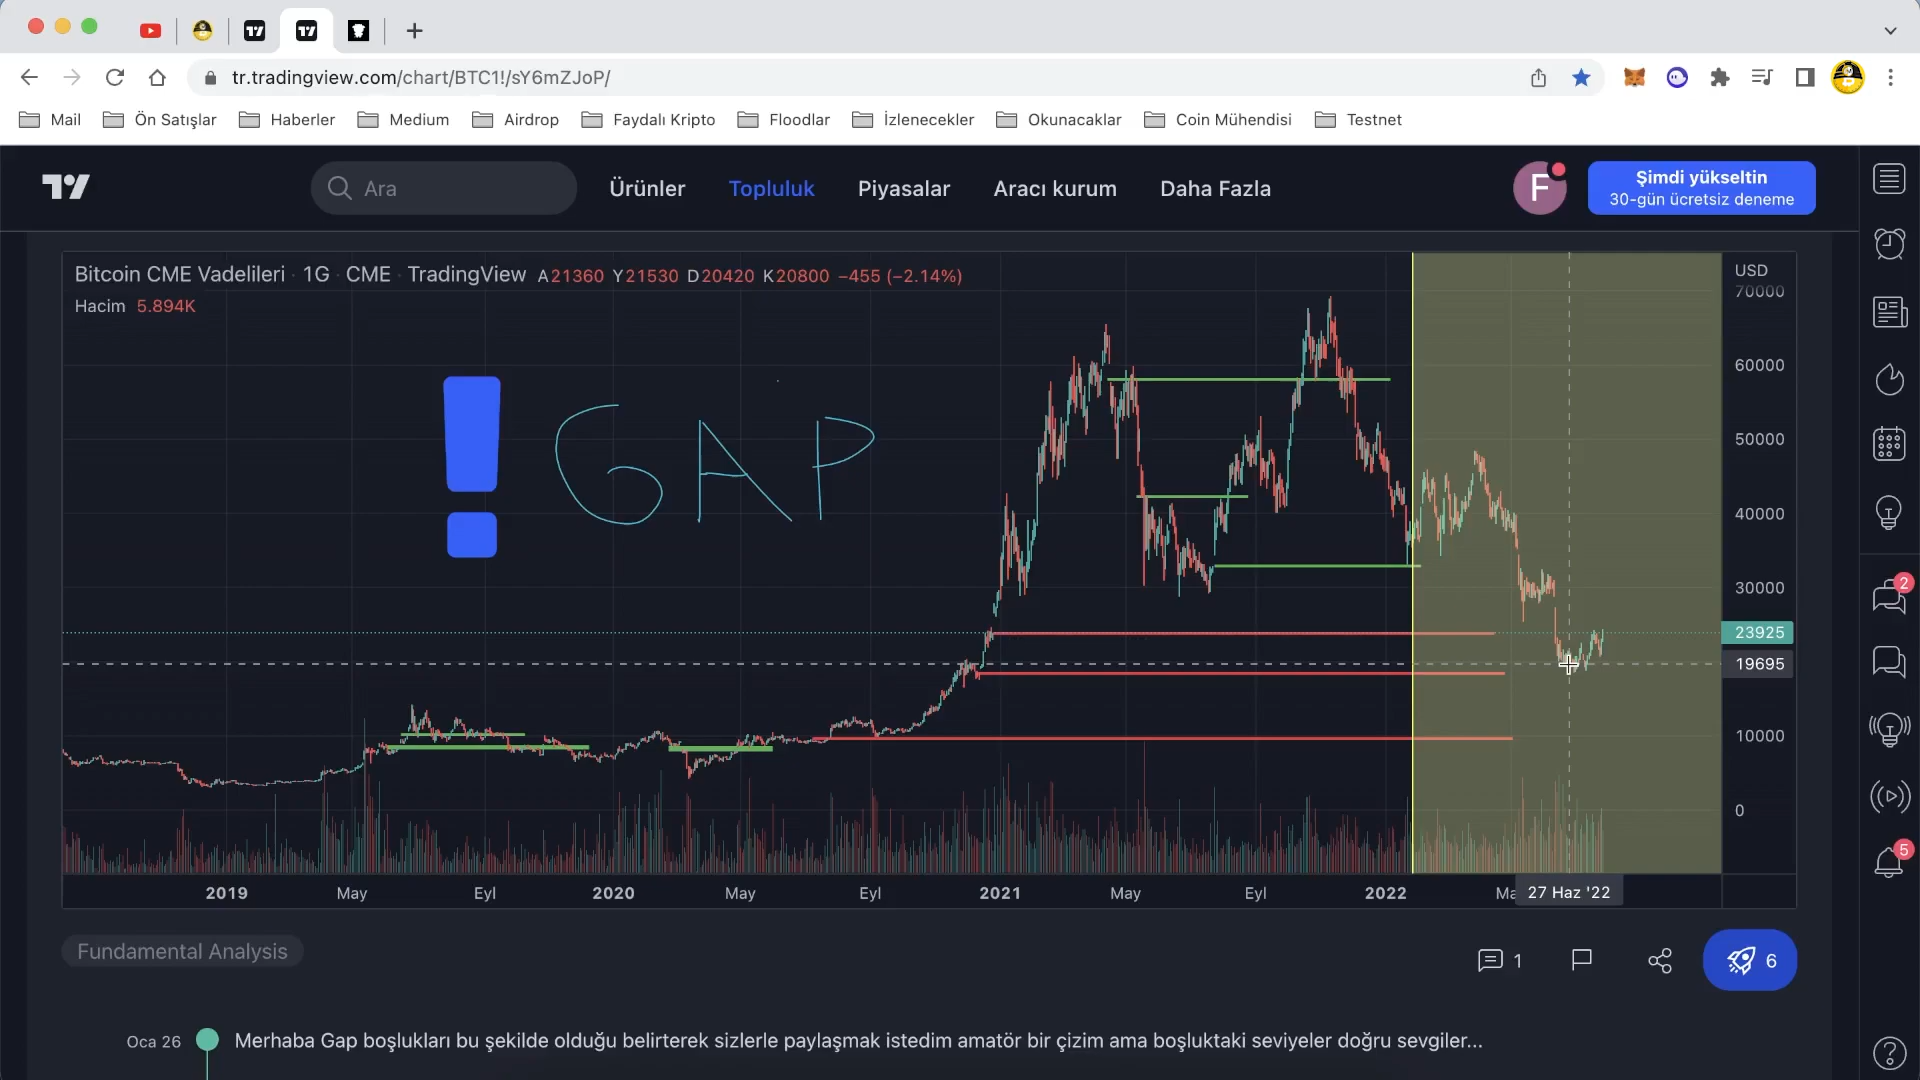 tr.tradingview.com/chart/BTC1!/sY6mZJoP/
Mail Ön Satışlar Haberler Medium Airdrop Faydalı Kripto Floodlar İzlenecekler Okunacaklar Coin Mühendisi Testnet
Ara Ürünler Topluluk Piyasalar Aracı kurum Daha Fazla F
Şimdi yükseltin
30-gün ücretsiz deneme
Bitcoin CME Vadelileri · 1G · CME · TradingView A21360 Y21530 D20420 K20800 −455 (−2.14%)
Hacim 5.894K
USD
70000
60000
50000
40000
30000
23925
19695
10000
0
! GAP
2019 May Eyl 2020 May Eyl 2021 May Eyl 2022 27 Haz '22
2
5
Fundamental Analysis
1
6
Oca 26 Merhaba Gap boşlukları bu şekilde olduğu belirterek sizlerle paylaşmak istedim amatör bir çizim ama boşluktaki seviyeler doğru sevgiler...